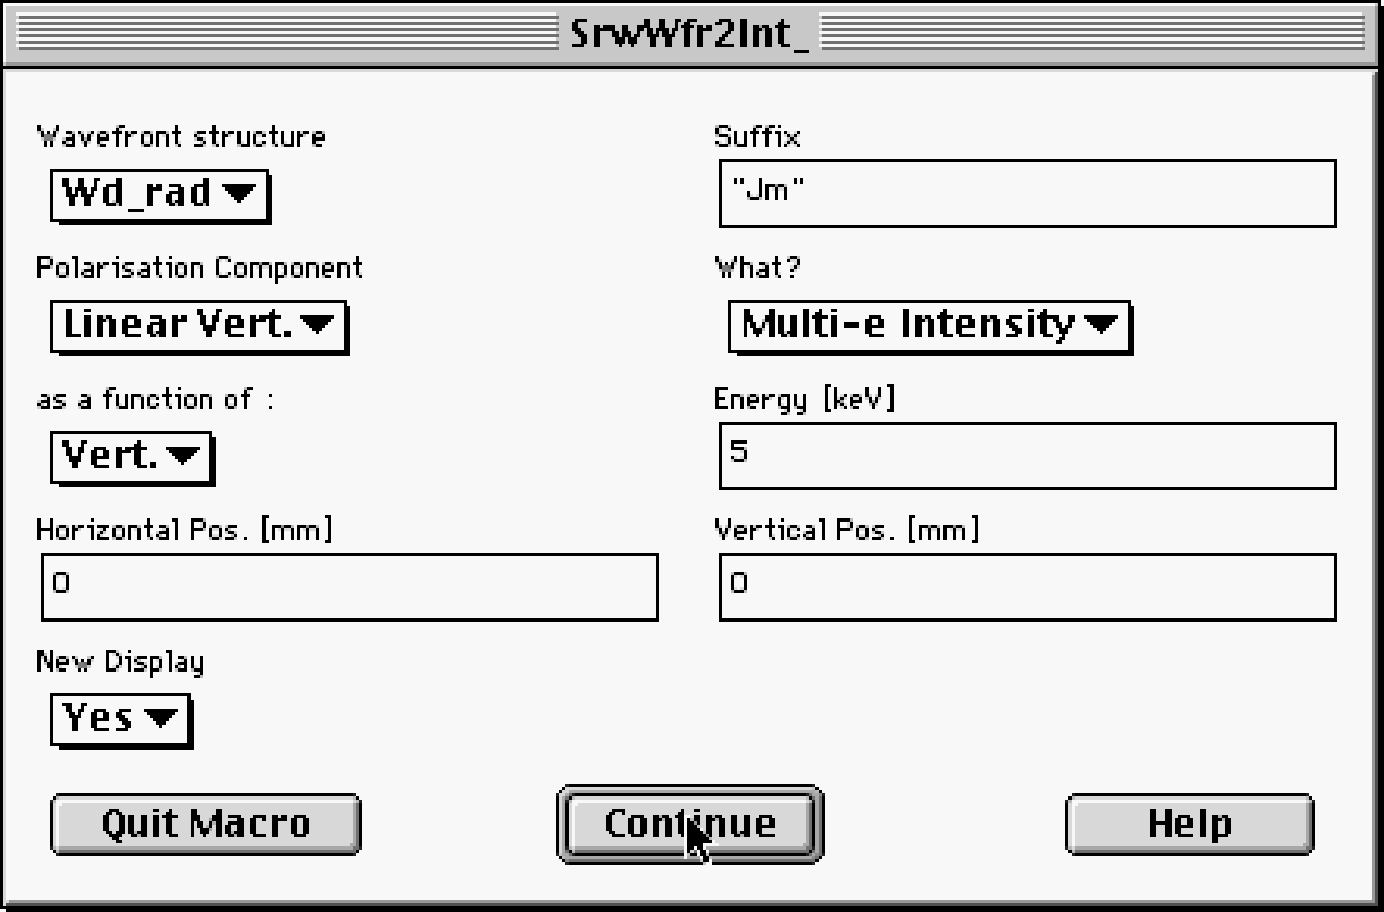 SrwWfr2Int_
Wavefront structure
Wd_rad
Suffix
"Jm"
Polarisation Component
Linear Vert.
What?
Multi-e Intensity
as a function of :
Vert.
Energy [keV]
5
Horizontal Pos. [mm]
0
Vertical Pos. [mm]
0
New Display
Yes
Quit Macro
Continue
Help